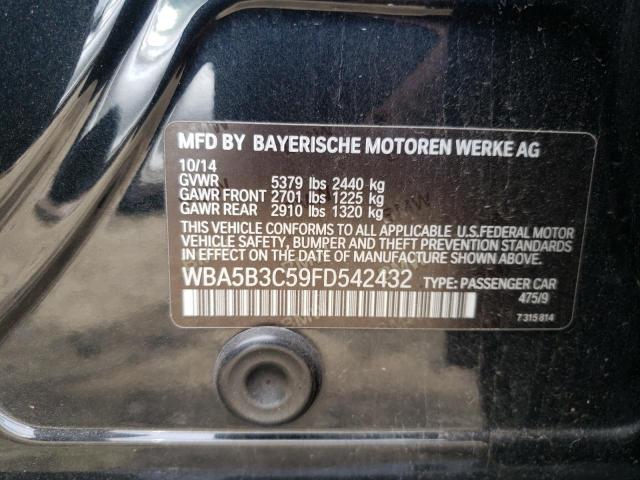 MFD BY BAYERISCHE MOTOREN WERKE AG
10/14
GVWR 5379 lbs 2440 kg
GAWR FRONT 2701 lbs 1225 kg
GAWR REAR 2910 lbs 1320 kg
THIS VEHICLE CONFORMS TO ALL APPLICABLE U.S.FEDERAL MOTOR
VEHICLE SAFETY, BUMPER AND THEFT PREVENTION STANDARDS
IN EFFECT ON THE DATE OF MANUFACTURE SHOWN ABOVE.
WBA5B3C59FD542432 TYPE: PASSENGER CAR
475/9
7 315 814